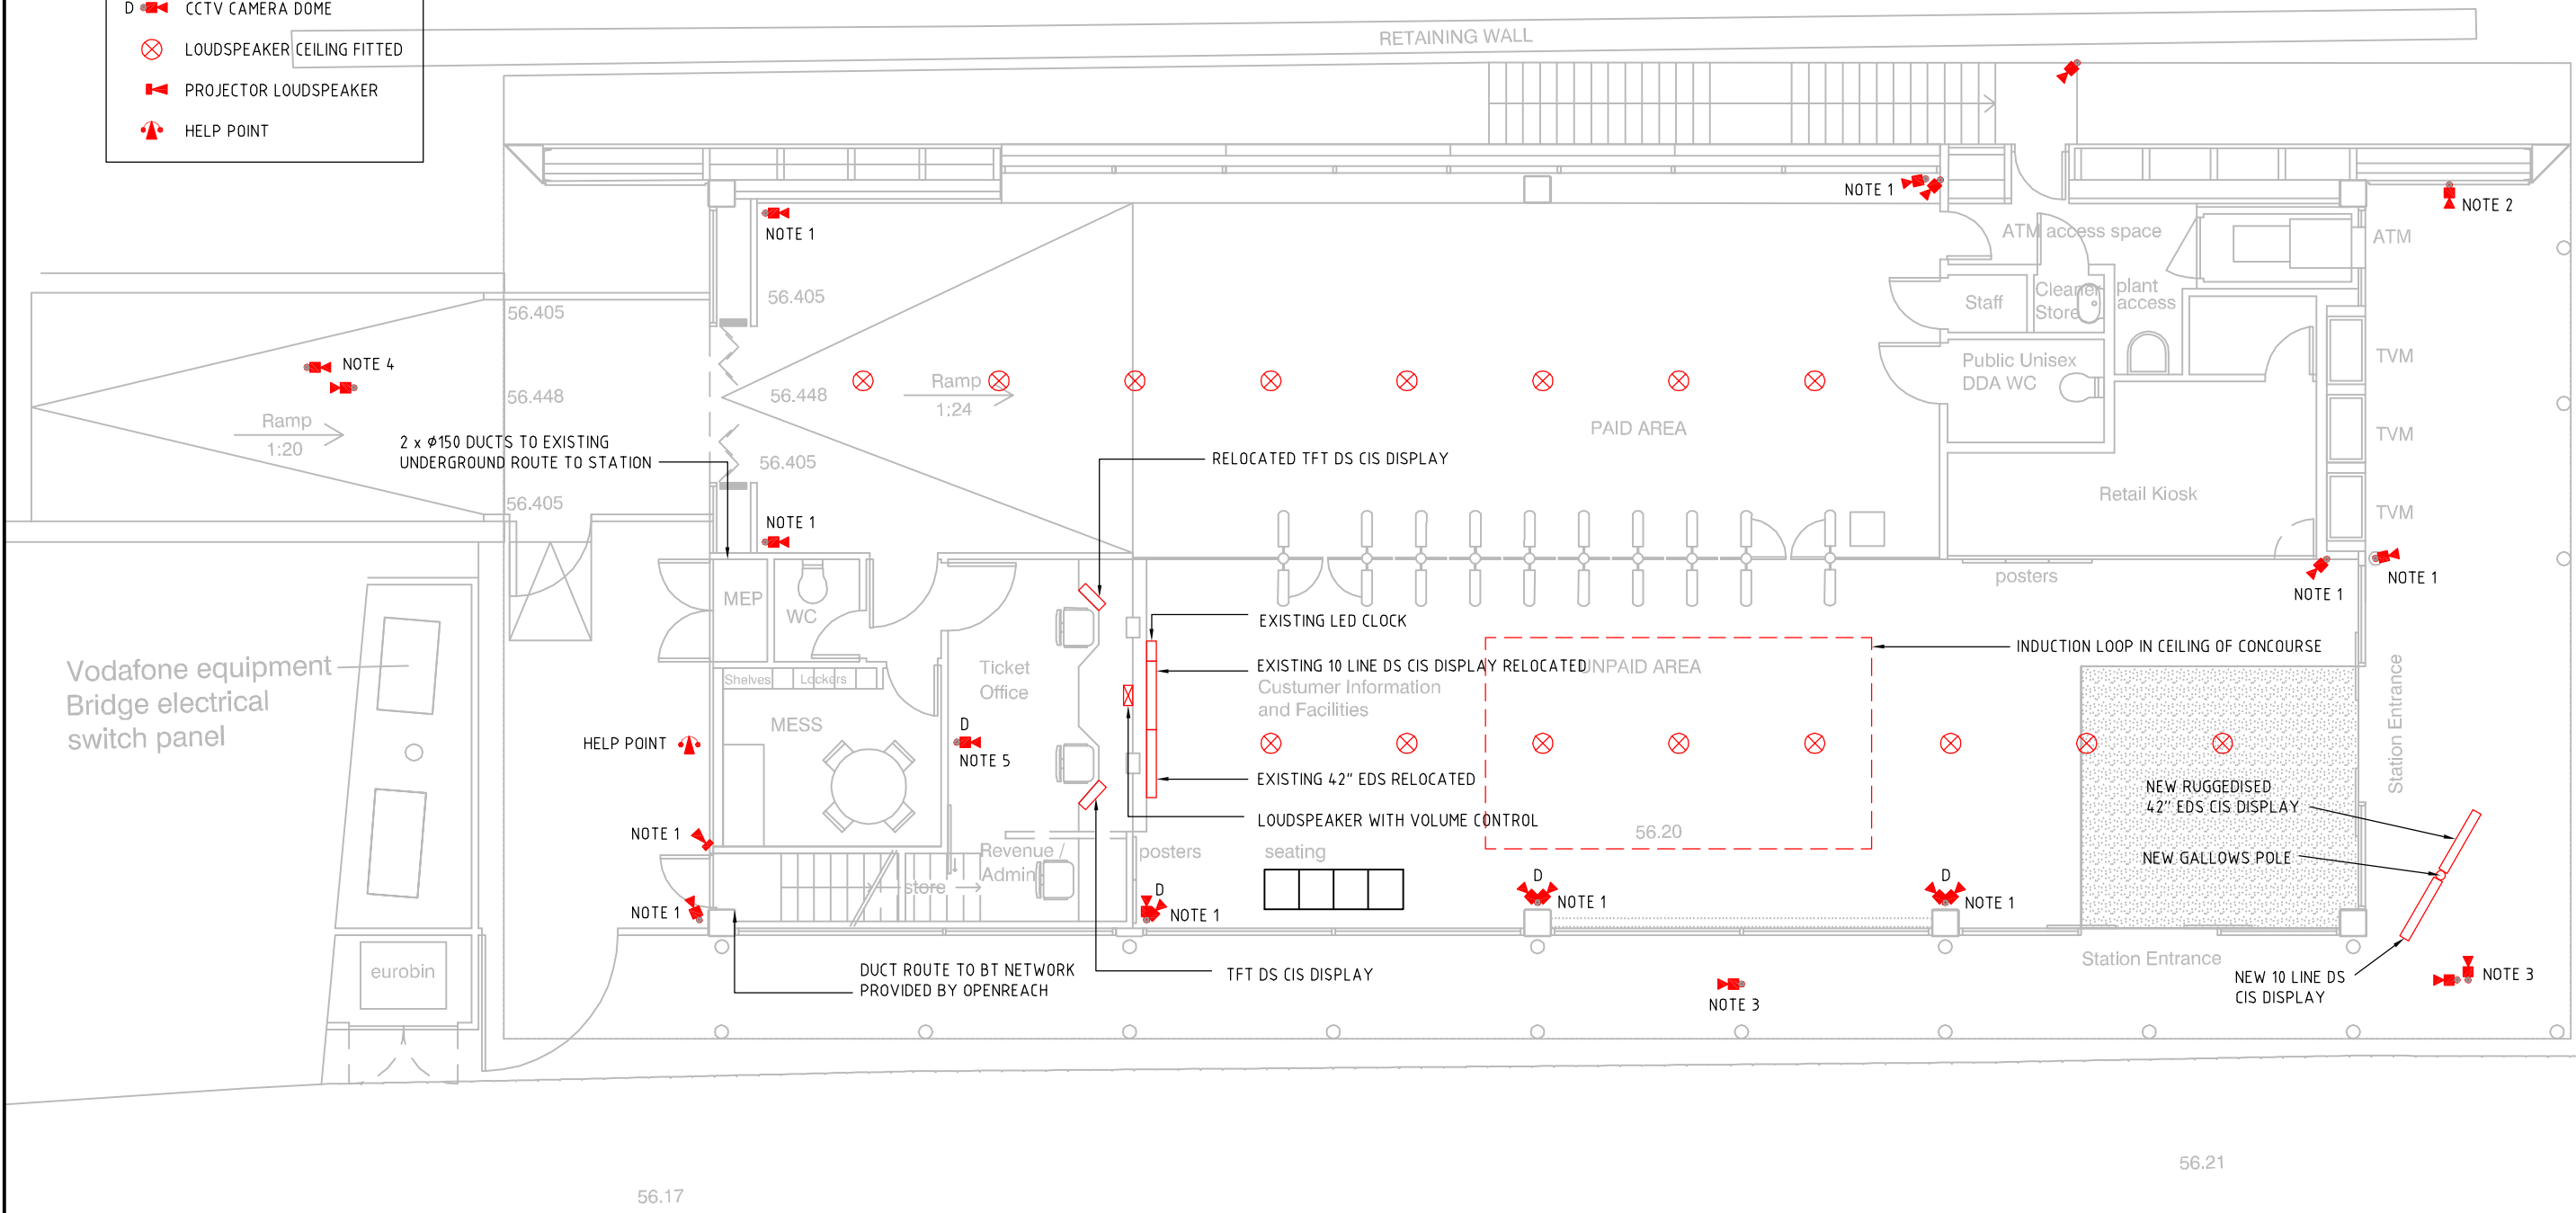 D CCTV CAMERA DOME
LOUDSPEAKER CEILING FITTED
PROJECTOR LOUDSPEAKER
HELP POINT
RETAINING WALL
NOTE 1
NOTE 2
NOTE 1
ATM access space
ATM
56.405
56.405
Staff
Cleaner
Store
plant
access
NOTE 4
56.448
56.448
Ramp
1:24
Public Unisex
DDA WC
TVM
Ramp
1:20
2 x ø150 DUCTS TO EXISTING
UNDERGROUND ROUTE TO STATION
56.405
RELOCATED TFT DS CIS DISPLAY
PAID AREA
TVM
56.405
NOTE 1
Retail Kiosk
TVM
MEP
WC
posters
NOTE 1
NOTE 1
EXISTING LED CLOCK
INDUCTION LOOP IN CEILING OF CONCOURSE
Vodafone equipment
Bridge electrical
switch panel
Shelves
Lockers
Ticket
Office
EXISTING 10 LINE DS CIS DISPLAY RELOCATED
UNPAID AREA
Custumer Information
and Facilities
Station Entrance
MESS
HELP POINT
D
NOTE 5
EXISTING 42" EDS RELOCATED
NEW RUGGEDISED
42" EDS CIS DISPLAY
LOUDSPEAKER WITH VOLUME CONTROL
56.20
NOTE 1
Revenue /
Admin
posters
seating
NEW GALLOWS POLE
store
NOTE 1
D
NOTE 1
D
NOTE 1
D
NOTE 1
eurobin
DUCT ROUTE TO BT NETWORK
PROVIDED BY OPENREACH
TFT DS CIS DISPLAY
Station Entrance
NOTE 3
NEW 10 LINE DS
CIS DISPLAY
NOTE 3
56.21
56.17